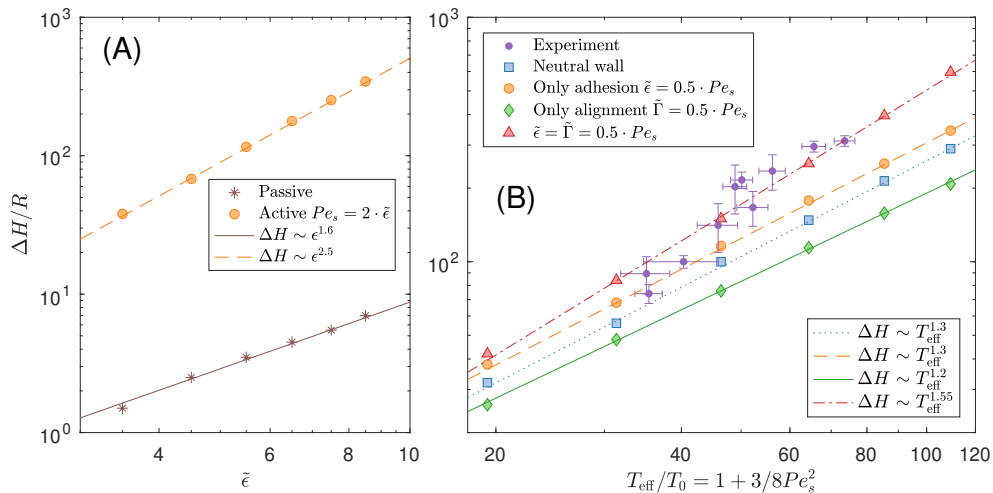 (A)
10^3
10^2
10^1
10^0
ΔH/R
4
5
6
7
8
9
10
ε̃
Passive
Active Pe_s = 2 · ε̃
ΔH ∼ ϵ^{1.6}
ΔH ∼ ϵ^{2.5}
(B)
10^3
10^2
20
40
60
80
100
120
T_eff/T_0 = 1 + 3/8Pe_s^2
Experiment
Neutral wall
Only adhesion ε̃ = 0.5 · Pe_s
Only alignment Γ̃ = 0.5 · Pe_s
ε̃ = Γ̃ = 0.5 · Pe_s
ΔH ∼ T_eff^{1.3}
ΔH ∼ T_eff^{1.3}
ΔH ∼ T_eff^{1.2}
ΔH ∼ T_eff^{1.55}